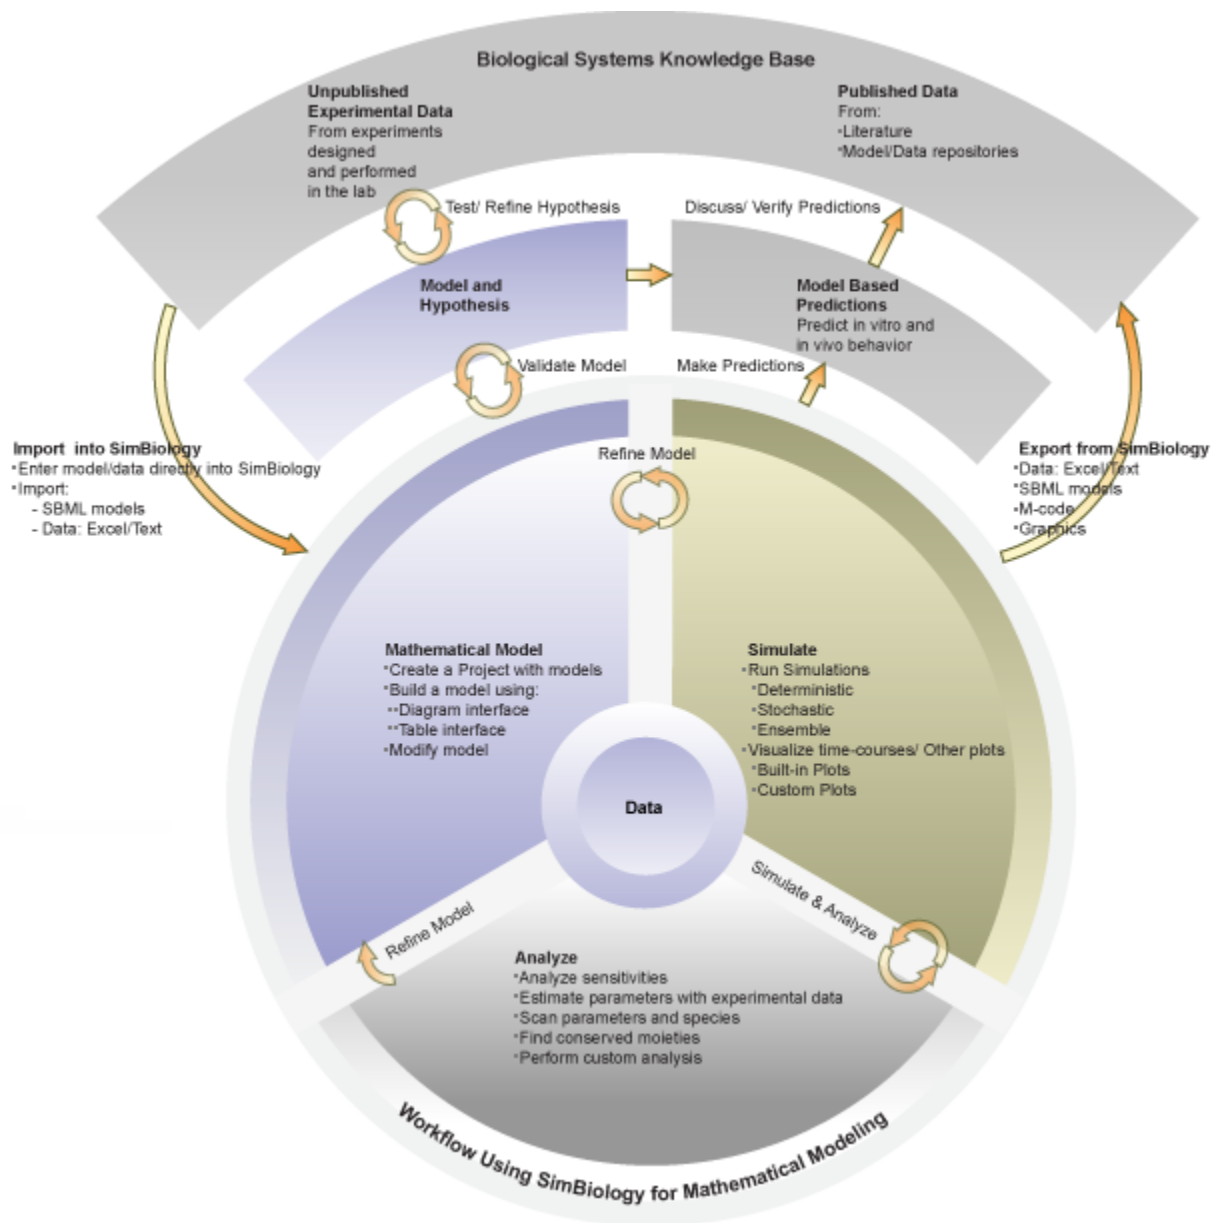 Biological Systems Knowledge Base
Unpublished
Experimental Data
From experiments
designed
and performed
in the lab
Published Data
From:
•Literature
•Model/Data repositories
Test/ Refine Hypothesis
Discuss/ Verify Predictions
Model and
Hypothesis
Model Based
Predictions
Predict in vitro and
in vivo behavior
Validate Model
Make Predictions
Import  into SimBiology
•Enter model/data directly into SimBiology
•Import:
- SBML models
- Data: Excel/Text
Refine Model
Export from SimBiology
•Data: Excel/Text
•SBML models
•M-code
•Graphics
Mathematical Model
•Create a Project with models
•Build a model using:
••Diagram interface
••Table interface
•Modify model
Simulate
•Run Simulations
•Deterministic
•Stochastic
•Ensemble
•Visualize time-courses/ Other plots
•Built-in Plots
•Custom Plots
Data
Refine Model
Simulate & Analyze
Analyze
•Analyze sensitivities
•Estimate parameters with experimental data
•Scan parameters and species
•Find conserved moieties
•Perform custom analysis
Workflow Using SimBiology for Mathematical Modeling